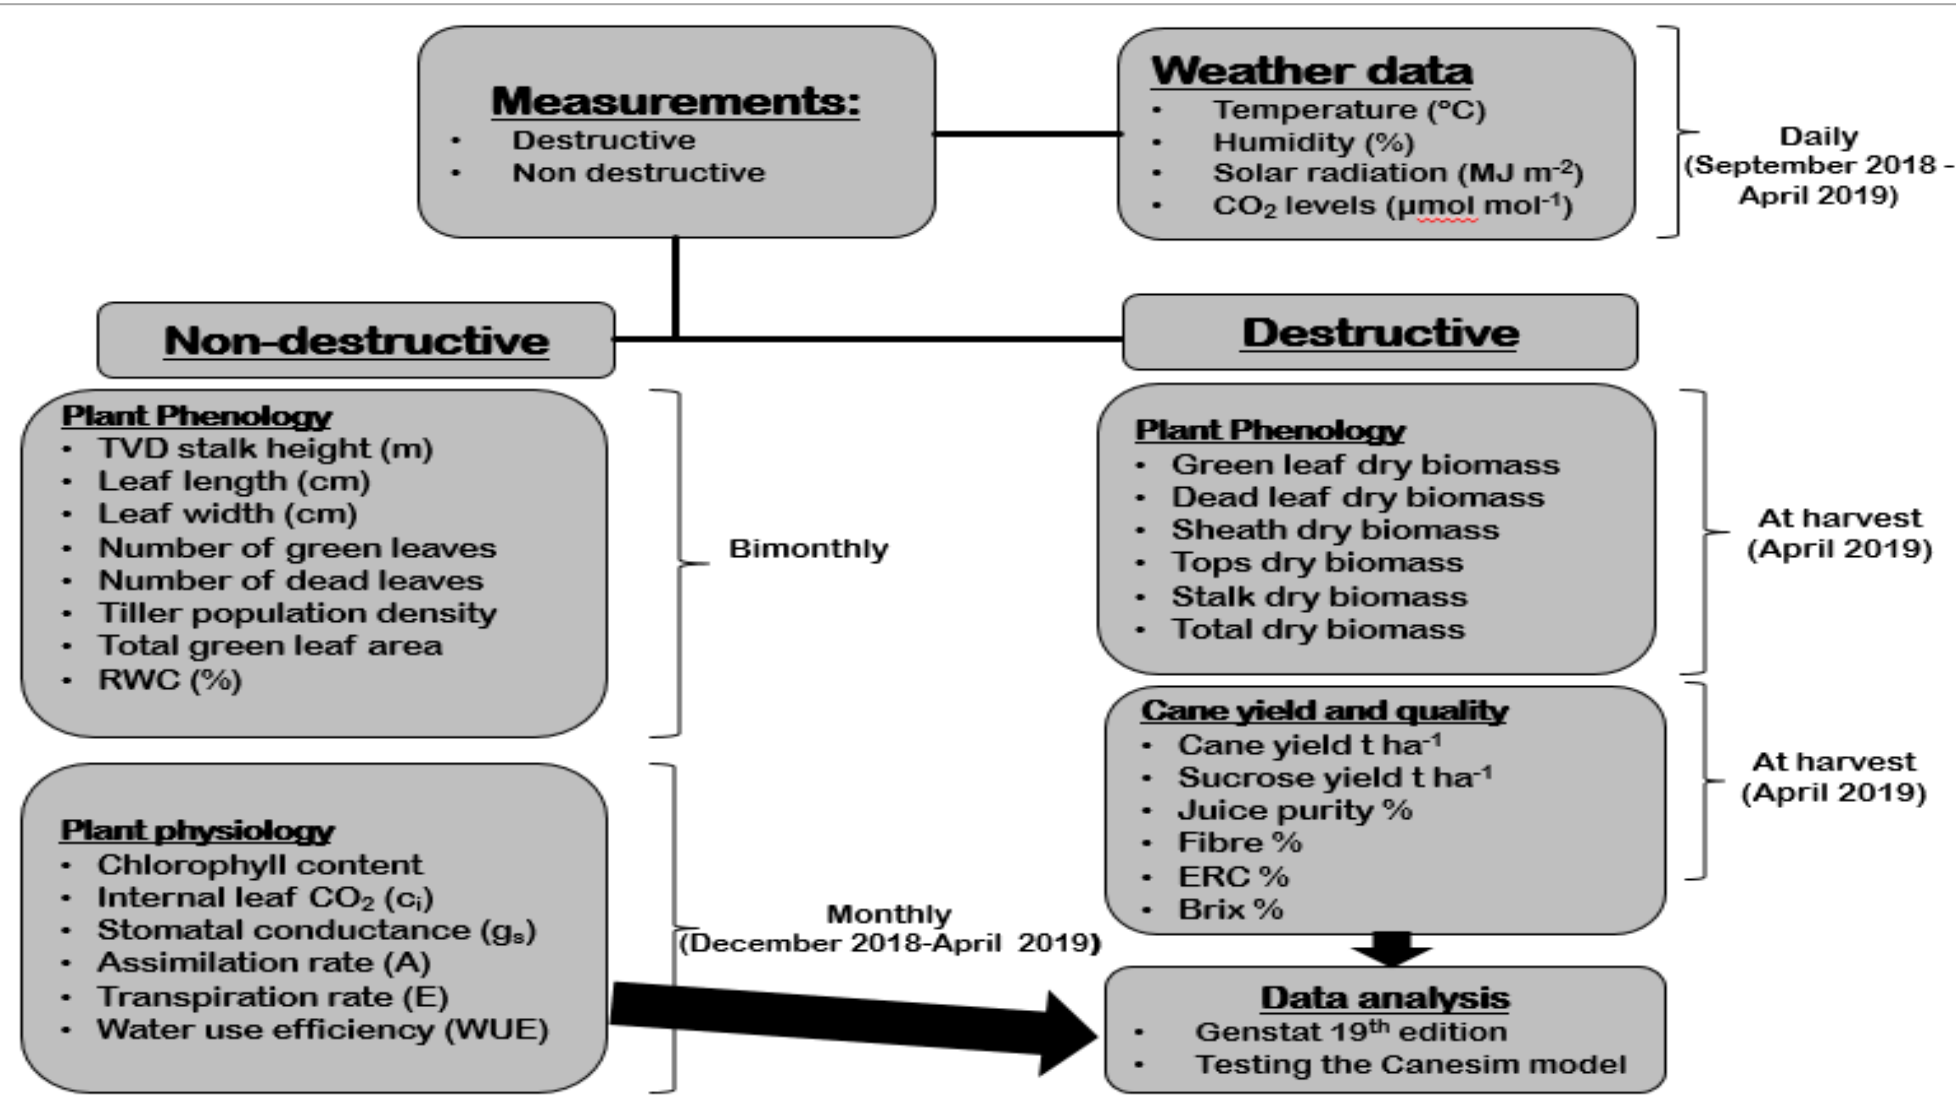 Measurements:
• Destructive
• Non destructive
Weather data
• Temperature (°C)
• Humidity (%)
• Solar radiation (MJ m⁻²)
• CO₂ levels (μmol mol⁻¹)
Daily
(September 2018 -
April 2019)
Non-destructive
Destructive
Plant Phenology
• TVD stalk height (m)
• Leaf length (cm)
• Leaf width (cm)
• Number of green leaves
• Number of dead leaves
• Tiller population density
• Total green leaf area
• RWC (%)
Bimonthly
Plant Phenology
• Green leaf dry biomass
• Dead leaf dry biomass
• Sheath dry biomass
• Tops dry biomass
• Stalk dry biomass
• Total dry biomass
At harvest
(April 2019)
Plant physiology
• Chlorophyll content
• Internal leaf CO₂ (cᵢ)
• Stomatal conductance (gₛ)
• Assimilation rate (A)
• Transpiration rate (E)
• Water use efficiency (WUE)
Monthly
(December 2018-April 2019)
Cane yield and quality
• Cane yield t ha⁻¹
• Sucrose yield t ha⁻¹
• Juice purity %
• Fibre %
• ERC %
• Brix %
At harvest
(April 2019)
Data analysis
• Genstat 19ᵗʰ edition
• Testing the Canesim model